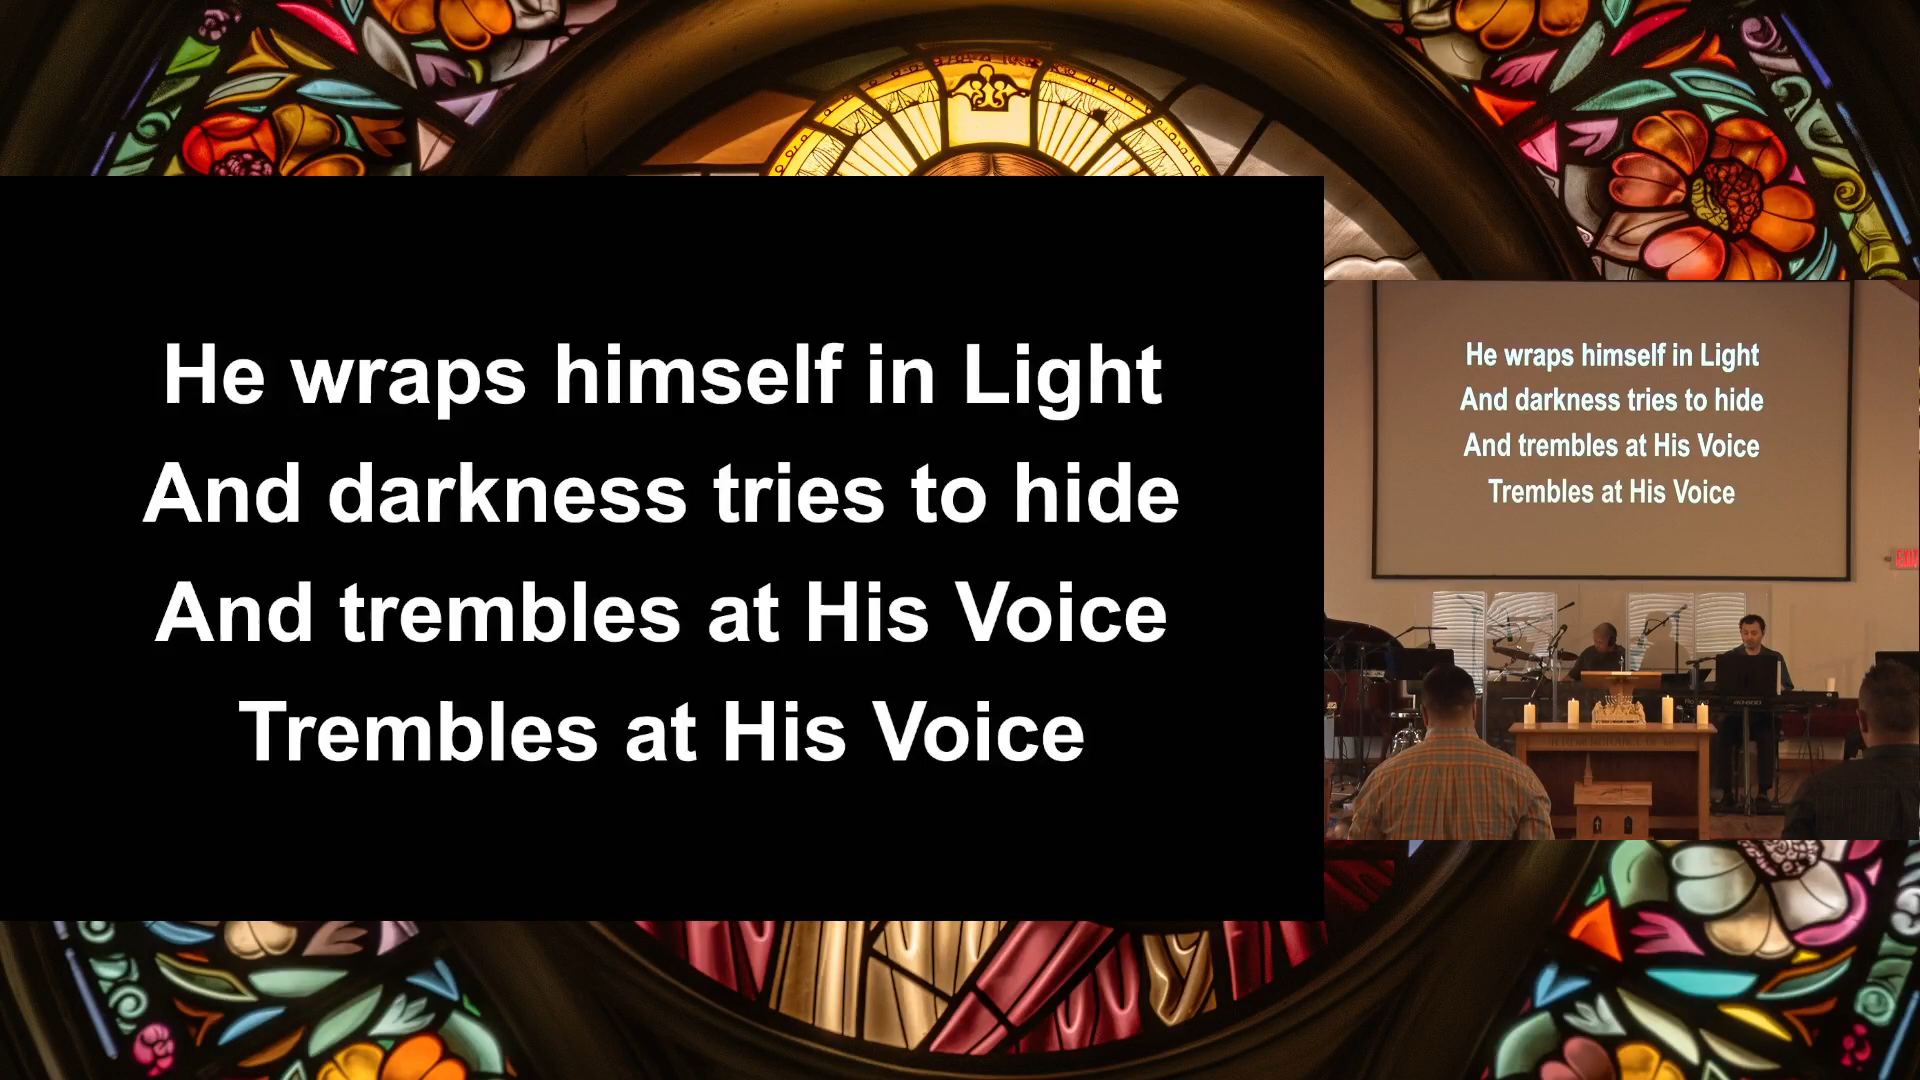 He wraps himself in Light
And darkness tries to hide
And trembles at His Voice
Trembles at His Voice
He wraps himself in Light
And darkness tries to hide
And trembles at His Voice
Trembles at His Voice